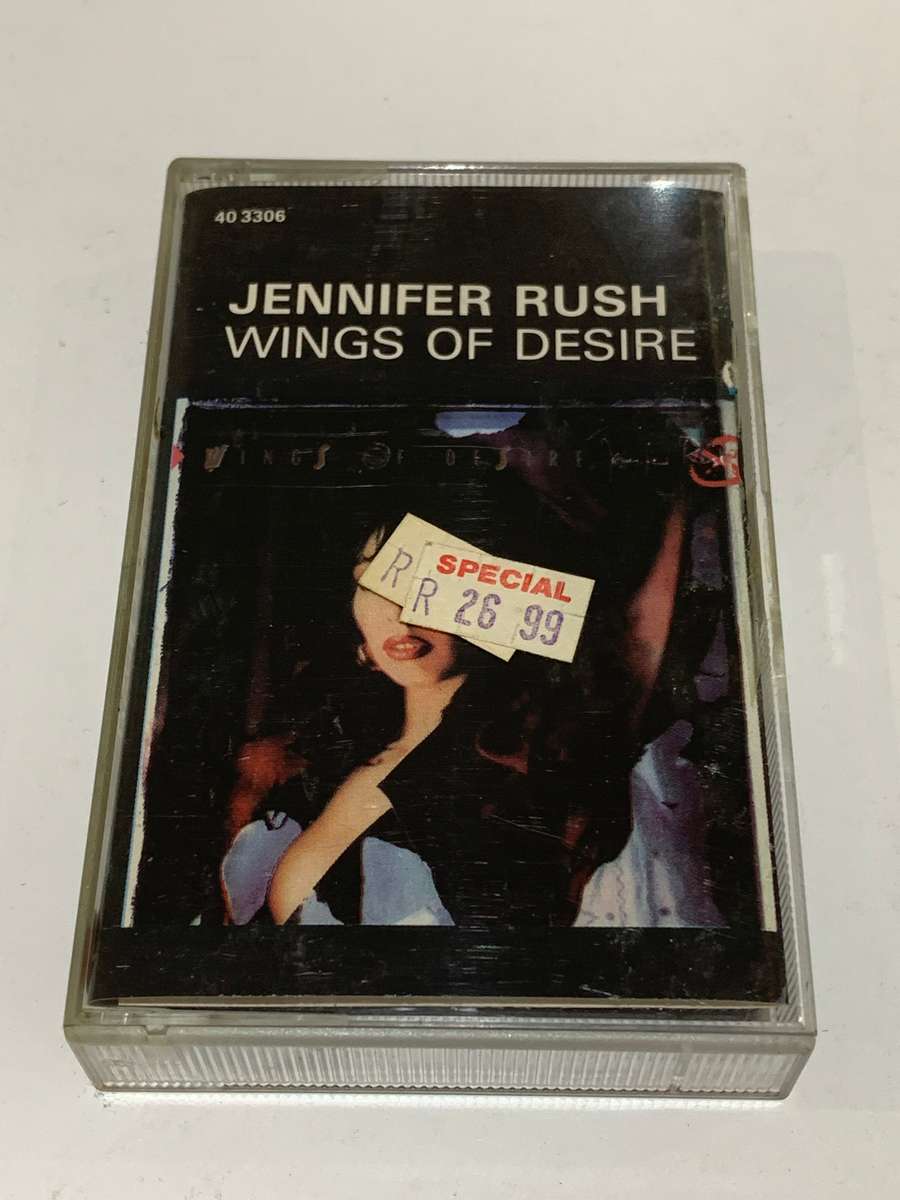 40 3306
JENNIFER RUSH
WINGS OF DESIRE
WINGS OF DESIRE
R
SPECIAL
R 26 99